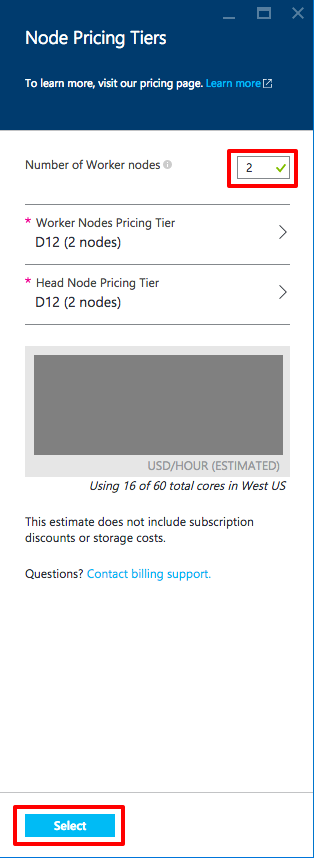 Node Pricing Tiers
To learn more, visit our pricing page. Learn more
Number of Worker nodes
2
* Worker Nodes Pricing Tier
D12 (2 nodes)
* Head Node Pricing Tier
D12 (2 nodes)
USD/HOUR (ESTIMATED)
Using 16 of 60 total cores in West US
This estimate does not include subscription
discounts or storage costs.
Questions? Contact billing support.
Select